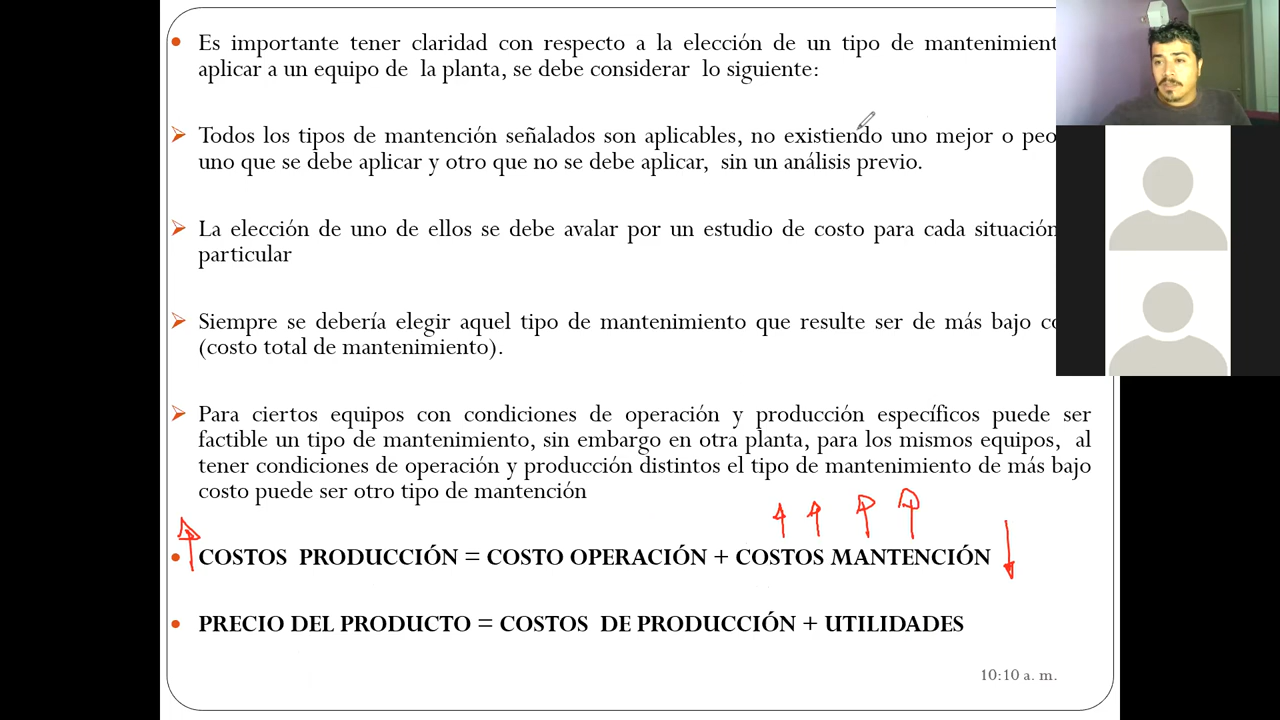 Es importante tener claridad con respecto a la elección de un tipo de
aplicar a un equipo de la planta, se debe considerar lo siguiente:
Todos los tipos de mantención señalados son aplicables, no existiendo uno mejor o
uno que se debe aplicar y otro que no se debe aplicar, sin un análisis previo.
La elección de uno de ellos se debe avalar por un estudio de costo para cada situación
particular
Siempre se debería elegir aquel tipo de mantenimiento que resulte ser de más bajo
(costo total de mantenimiento).
Para ciertos equipos con condiciones de operación y producción específicos puede ser
factible un tipo de mantenimiento, sin embargo en otra planta, para los mismos equipos, al
tener condiciones de operación y producción distintos el tipo de mantenimiento de más bajo
costo puede ser otro tipo de mantención
COSTOS PRODUCCIÓN = COSTO OPERACIÓN + COSTOS MANTENCIÓN
PRECIO DEL PRODUCTO = COSTOS DE PRODUCCIÓN + UTILIDADES
10:10 a. m.